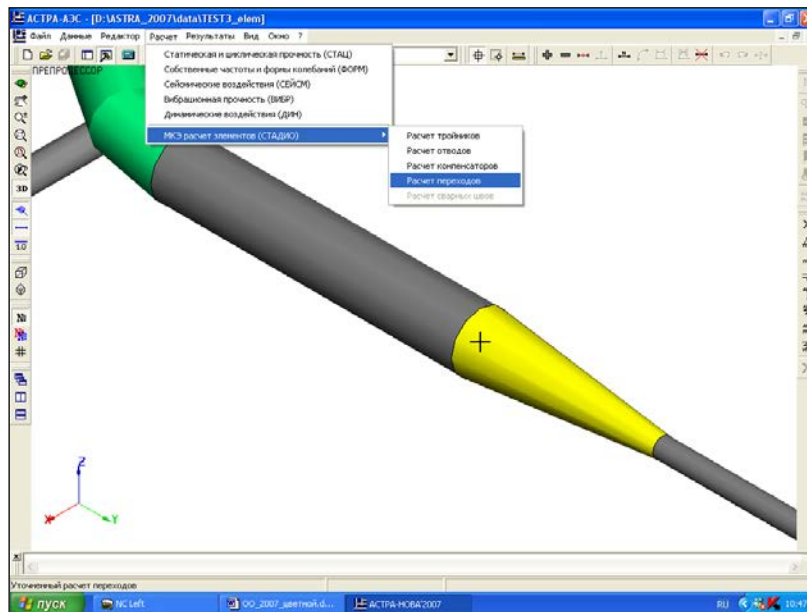 АСТРА-АЭС - [D:\ASTRA_2007\data\TEST3_elem]
Файл Данные Редактор Расчет Результаты Вид Окно ?
ПРЕПРОЦЕССОР
Статическая и циклическая прочность (СТАЦ)
Собственные частоты и формы колебаний (ФОРМ)
Сейсмические воздействия (СЕЙСМ)
Вибрационная прочность (ВИБР)
Динамические воздействия (ДИН)
МКЭ расчет элементов (СТАДИО)
Расчет тройников
Расчет отводов
Расчет компенсаторов
Расчет переходов
Расчет сварных швов
3D
1.0
Z
X
Y
Уточненный расчет переходов
пуск
NC Left
ОО_2007_цветной.d...
АСТРА-НОВА'2007
RU
10:47